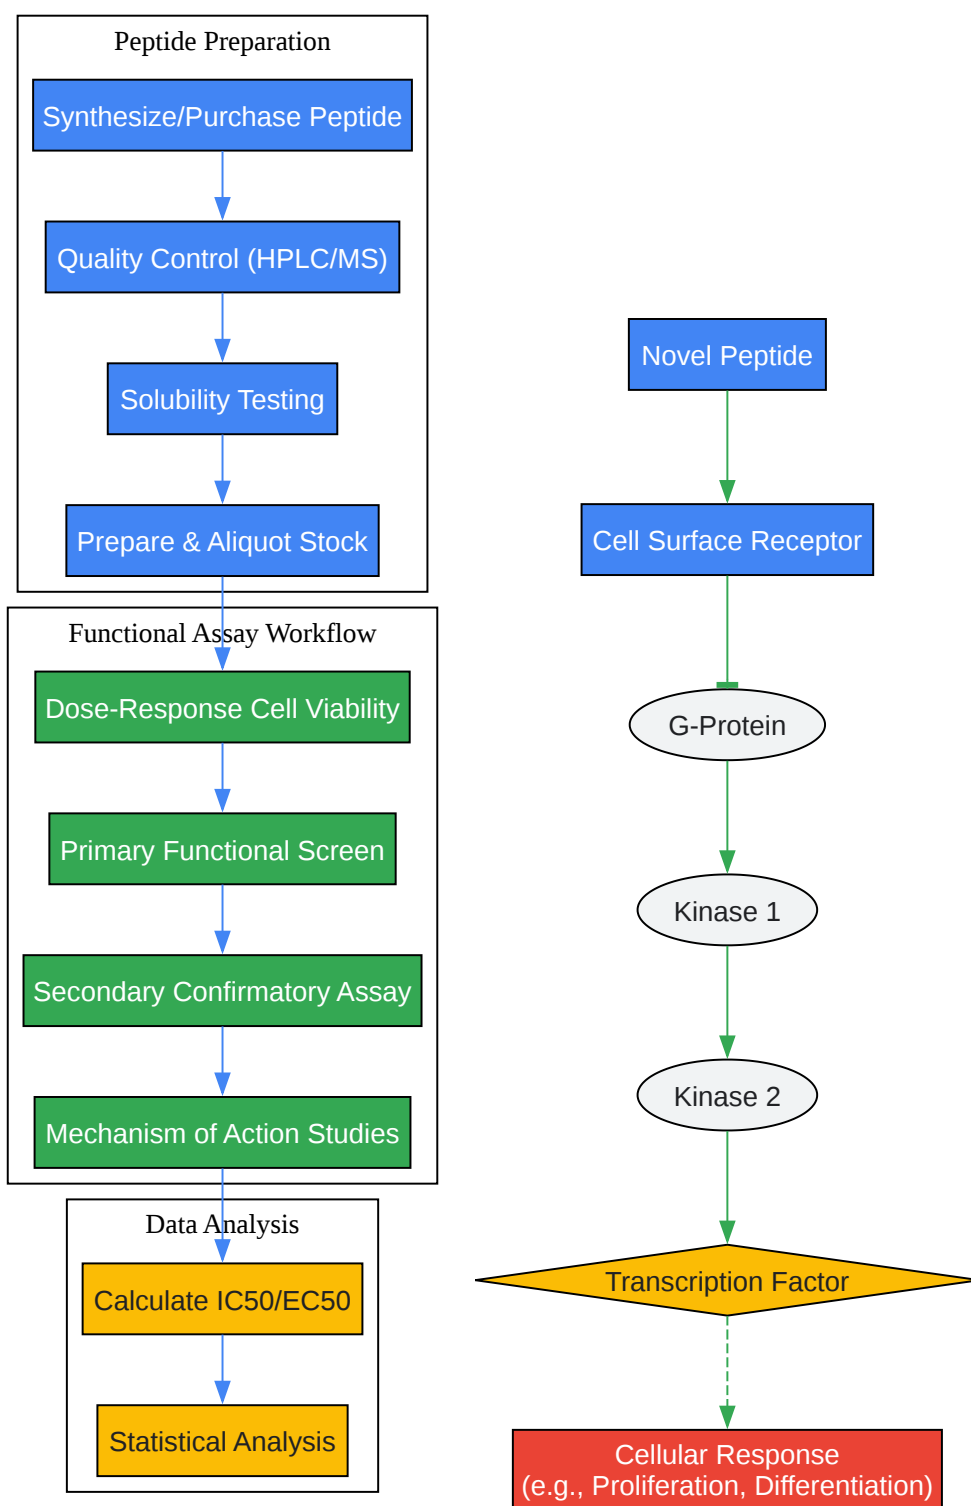 Peptide Preparation
Synthesize/Purchase Peptide
Quality Control (HPLC/MS)
Solubility Testing
Prepare & Aliquot Stock
Functional Assay Workflow
Dose-Response Cell Viability
Primary Functional Screen
Secondary Confirmatory Assay
Mechanism of Action Studies
Data Analysis
Calculate IC50/EC50
Statistical Analysis
Novel Peptide
Cell Surface Receptor
G-Protein
Kinase 1
Kinase 2
Transcription Factor
Cellular Response
(e.g., Proliferation, Differentiation)